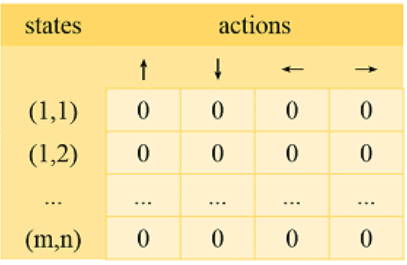 states actions
↑ ↓ ← →
(1,1) 0 0 0 0
(1,2) 0 0 0 0
... ... ... ... ...
(m,n) 0 0 0 0